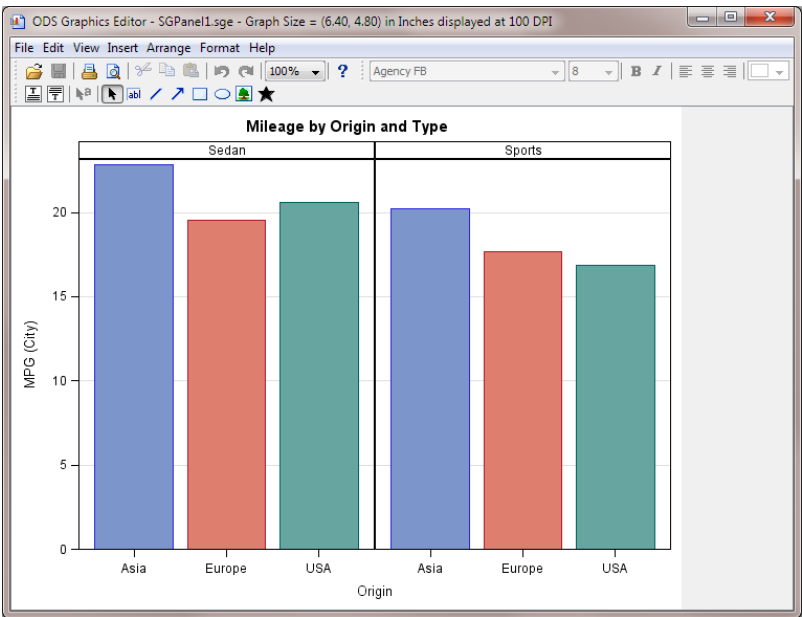 ODS Graphics Editor - SGPanel1.sge - Graph Size = (6.40, 4.80) in Inches displayed at 100 DPI
File Edit View Insert Arrange Format Help
100% ? Agency FB 8 B I
abl
Mileage by Origin and Type
Sedan Sports
20
15
10
5
0
MPG (City)
Asia Europe USA Asia Europe USA
Origin